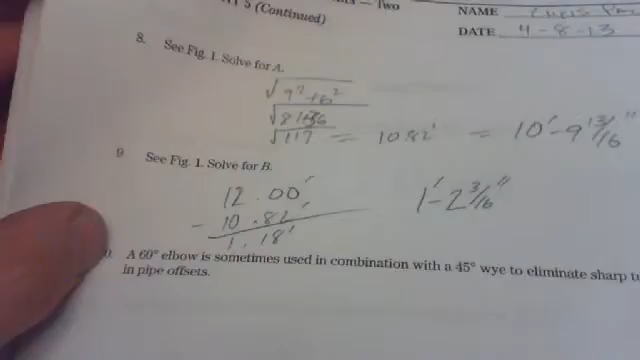 Two
5 (Continued)
NAME Chris
DATE 4-8-13
8. See Fig. 1. Solve for A.
√9² + 6²
√81+36
√117 = 10.82' = 10'-9 13/16"
9 See Fig. 1. Solve for B.
12.00'
- 10.82'
1.18'
1'-2 3/16"
A 60° elbow is sometimes used in combination with a 45° wye to eliminate sharp
in pipe offsets.